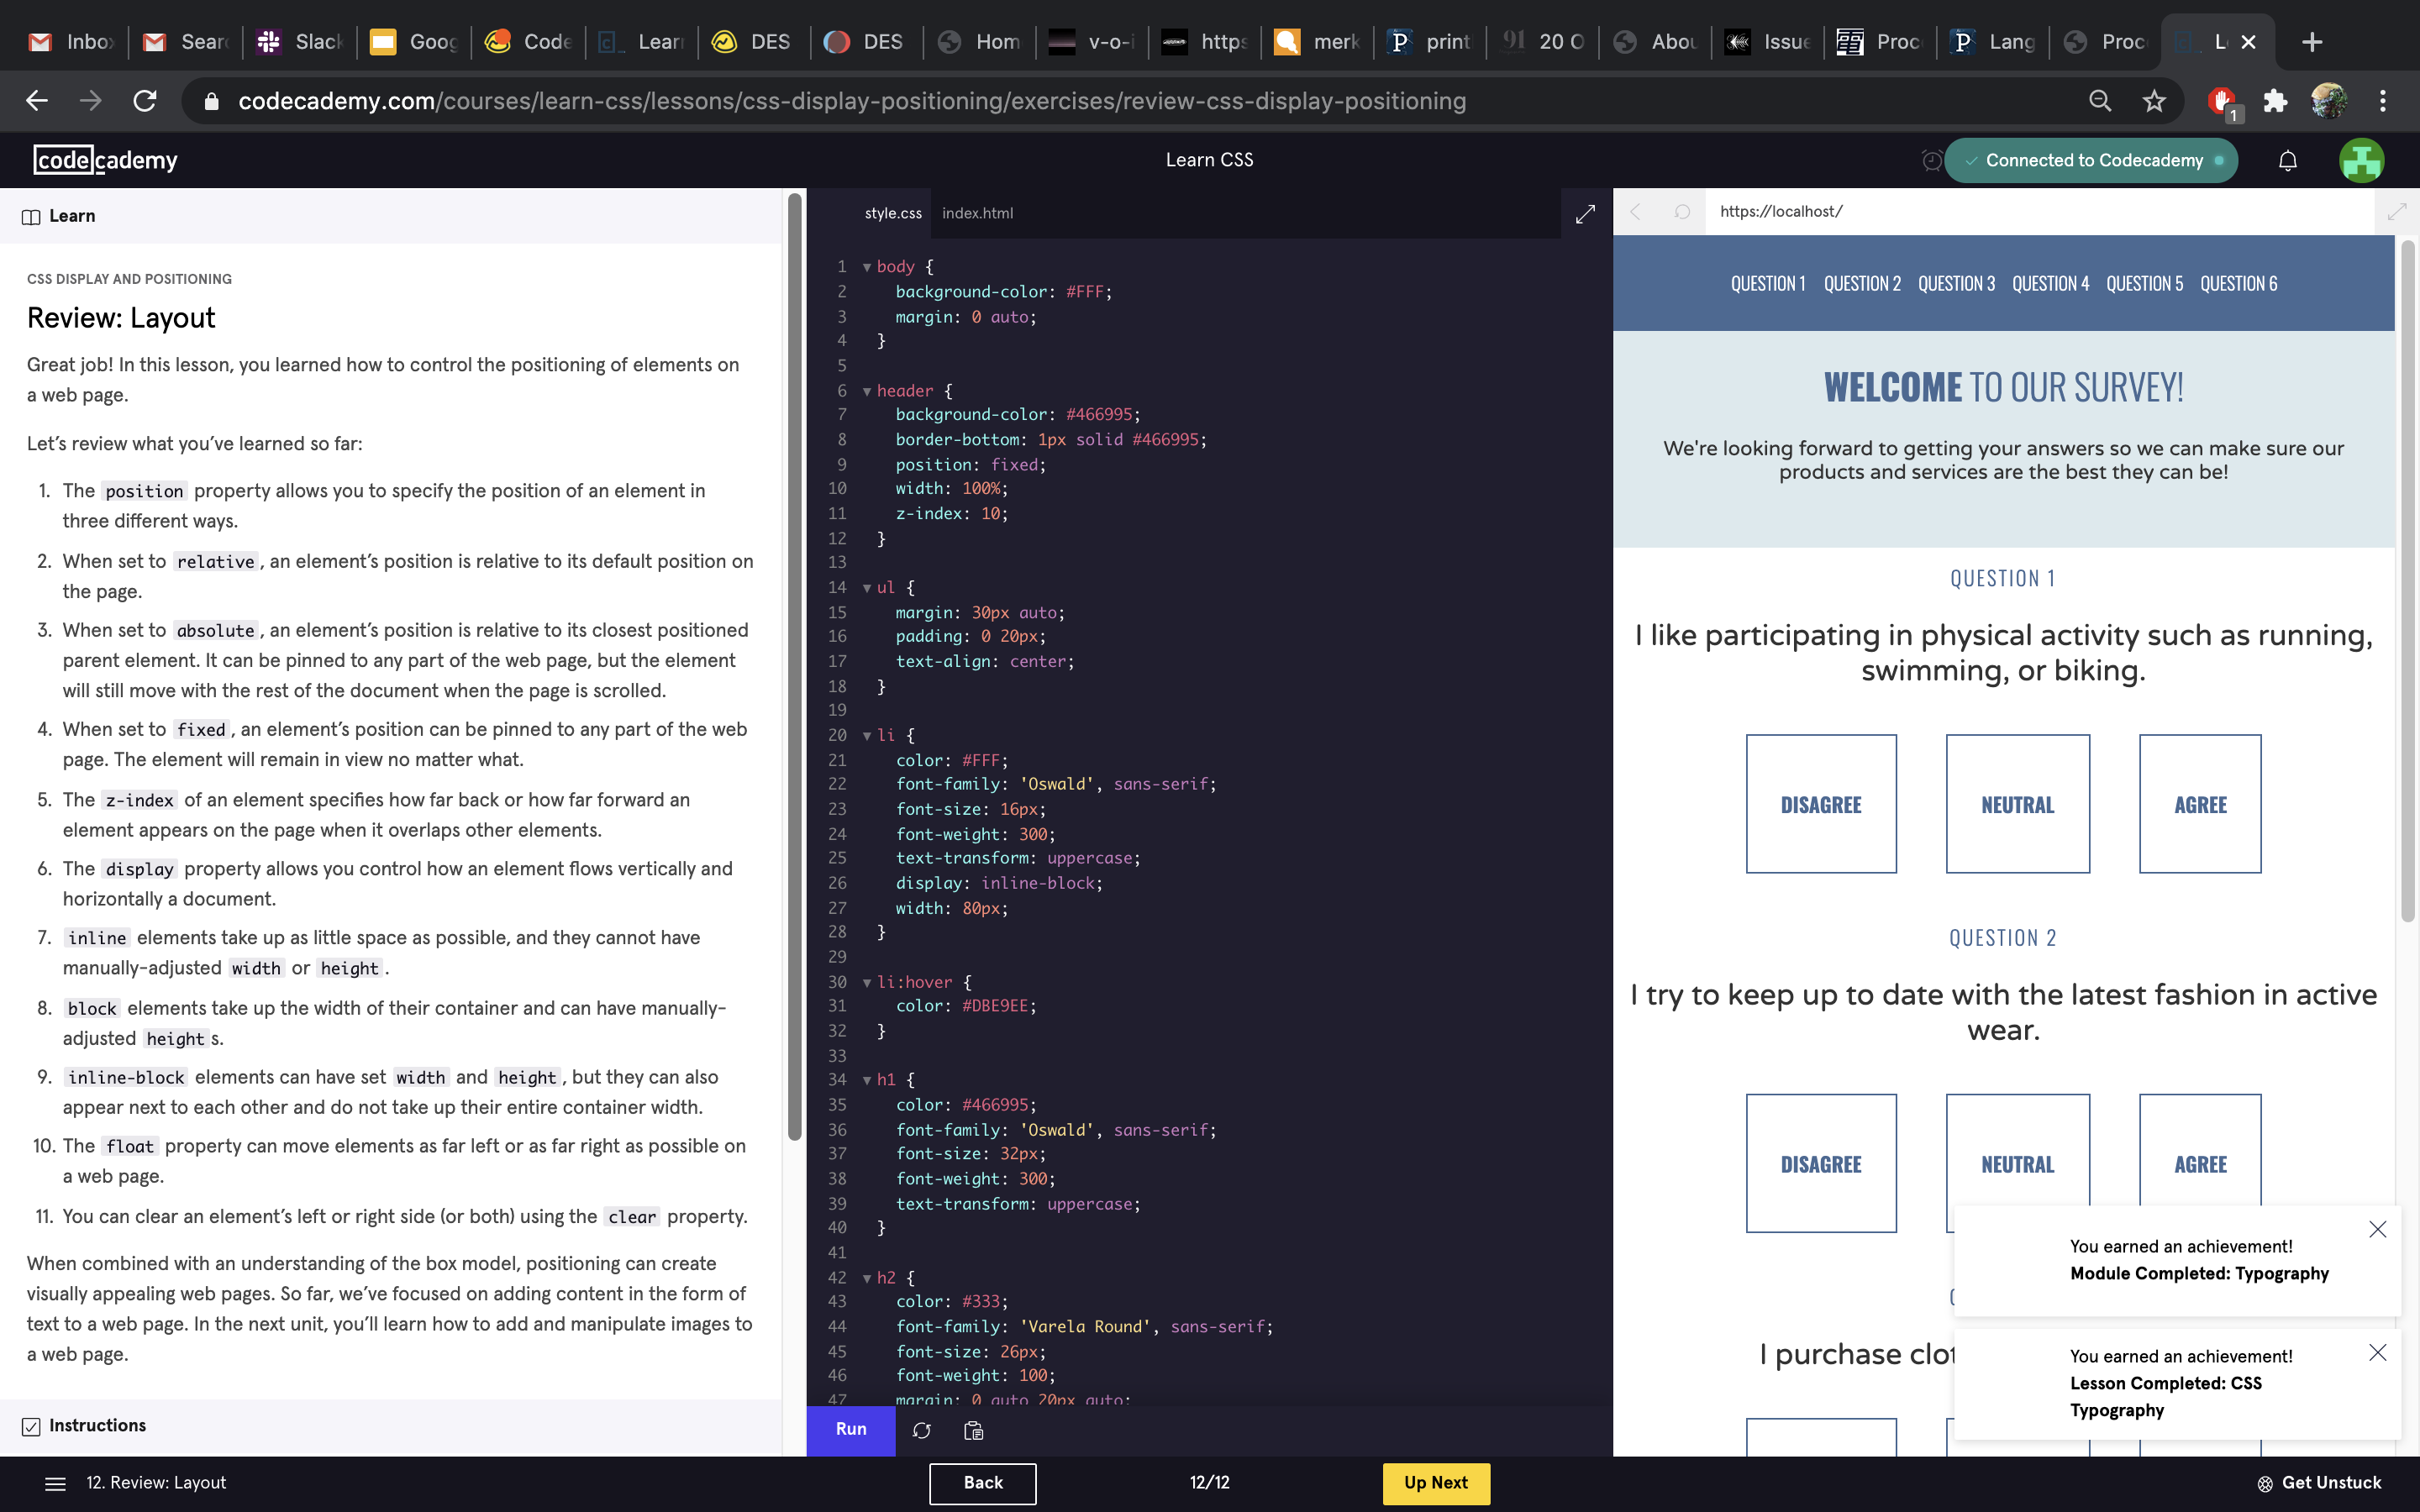 Inbox
Sear
Slack
Goog
Code
Lear
DES
DES
Hom
v-o-i
https
merk
print
20 O
Abou
Issue
Proc
Lang
Proc
L
codecademy.com/courses/learn-css/lessons/css-display-positioning/exercises/review-css-display-positioning
1
codecademy
Learn CSS
Connected to Codecademy
Learn
CSS DISPLAY AND POSITIONING
Review: Layout
Great job! In this lesson, you learned how to control the positioning of elements on
a web page.
Let’s review what you’ve learned so far:
1. The position property allows you to specify the position of an element in
three different ways.
2. When set to relative, an element’s position is relative to its default position on
the page.
3. When set to absolute, an element’s position is relative to its closest positioned
parent element. It can be pinned to any part of the web page, but the element
will still move with the rest of the document when the page is scrolled.
4. When set to fixed, an element’s position can be pinned to any part of the web
page. The element will remain in view no matter what.
5. The z-index of an element specifies how far back or how far forward an
element appears on the page when it overlaps other elements.
6. The display property allows you control how an element flows vertically and
horizontally a document.
7. inline elements take up as little space as possible, and they cannot have
manually-adjusted width or height.
8. block elements take up the width of their container and can have manually-
adjusted heights.
9. inline-block elements can have set width and height, but they can also
appear next to each other and do not take up their entire container width.
10. The float property can move elements as far left or as far right as possible on
a web page.
11. You can clear an element’s left or right side (or both) using the clear property.
When combined with an understanding of the box model, positioning can create
visually appealing web pages. So far, we’ve focused on adding content in the form of
text to a web page. In the next unit, you’ll learn how to add and manipulate images to
a web page.
Instructions
style.css
index.html
1 body {
2 background-color: #FFF;
3 margin: 0 auto;
4 }
5
6 header {
7 background-color: #466995;
8 border-bottom: 1px solid #466995;
9 position: fixed;
10 width: 100%;
11 z-index: 10;
12 }
13
14 ul {
15 margin: 30px auto;
16 padding: 0 20px;
17 text-align: center;
18 }
19
20 li {
21 color: #FFF;
22 font-family: 'Oswald', sans-serif;
23 font-size: 16px;
24 font-weight: 300;
25 text-transform: uppercase;
26 display: inline-block;
27 width: 80px;
28 }
29
30 li:hover {
31 color: #DBE9EE;
32 }
33
34 h1 {
35 color: #466995;
36 font-family: 'Oswald', sans-serif;
37 font-size: 32px;
38 font-weight: 300;
39 text-transform: uppercase;
40 }
41
42 h2 {
43 color: #333;
44 font-family: 'Varela Round', sans-serif;
45 font-size: 26px;
46 font-weight: 100;
47 margin: 0 auto 20px auto;
Run
https://localhost/
QUESTION 1 QUESTION 2 QUESTION 3 QUESTION 4 QUESTION 5 QUESTION 6
WELCOME TO OUR SURVEY!
We're looking forward to getting your answers so we can make sure our
products and services are the best they can be!
QUESTION 1
I like participating in physical activity such as running,
swimming, or biking.
DISAGREE
NEUTRAL
AGREE
QUESTION 2
I try to keep up to date with the latest fashion in active
wear.
DISAGREE
NEUTRAL
AGREE
I purchase clot
You earned an achievement!
Module Completed: Typography
You earned an achievement!
Lesson Completed: CSS
Typography
12. Review: Layout
Back
12/12
Up Next
Get Unstuck